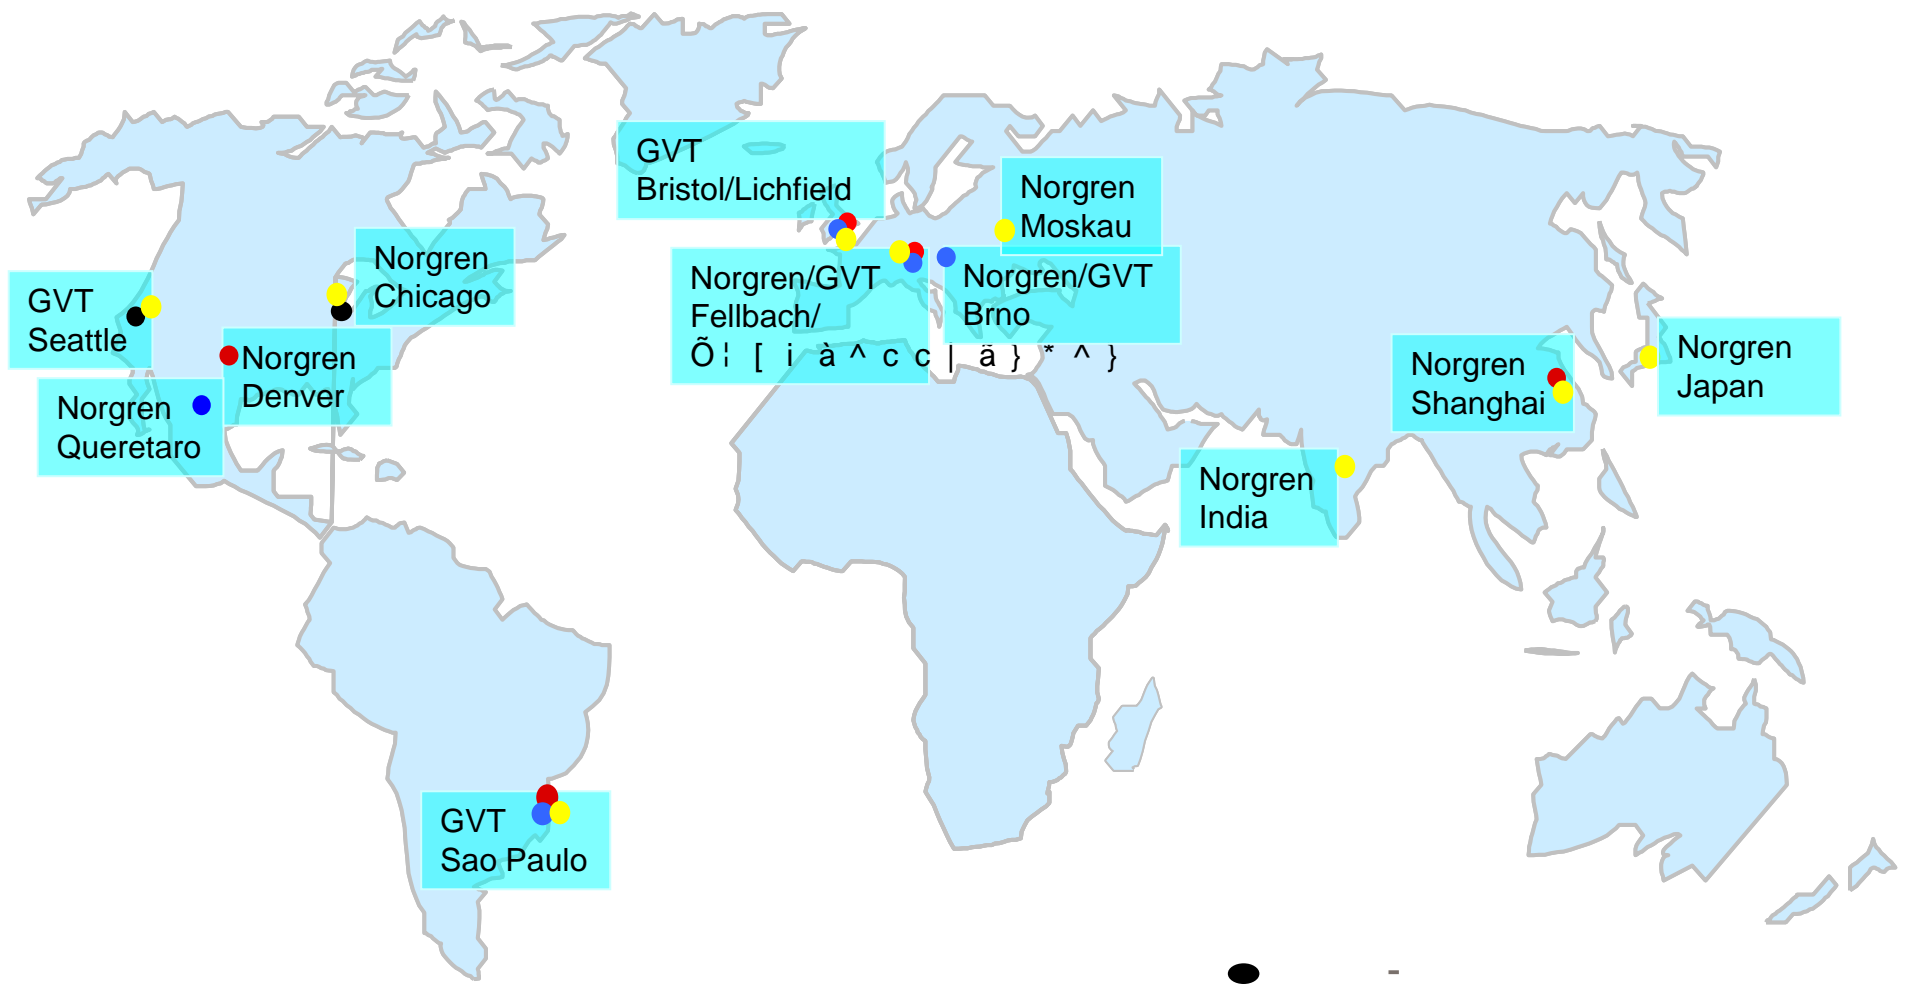 GVT
Bristol/Lichfield
Norgren
Moskau
Norgren
Chicago
GVT
Seattle
Norgren/GVT
Fellbach/
Õ¦ [ i à ^ c c | ã } * ^ }
Norgren/GVT
Brno
Norgren
Denver
Norgren
Queretaro
Norgren
Shanghai
Norgren
Japan
Norgren
India
GVT
Sao Paulo
-